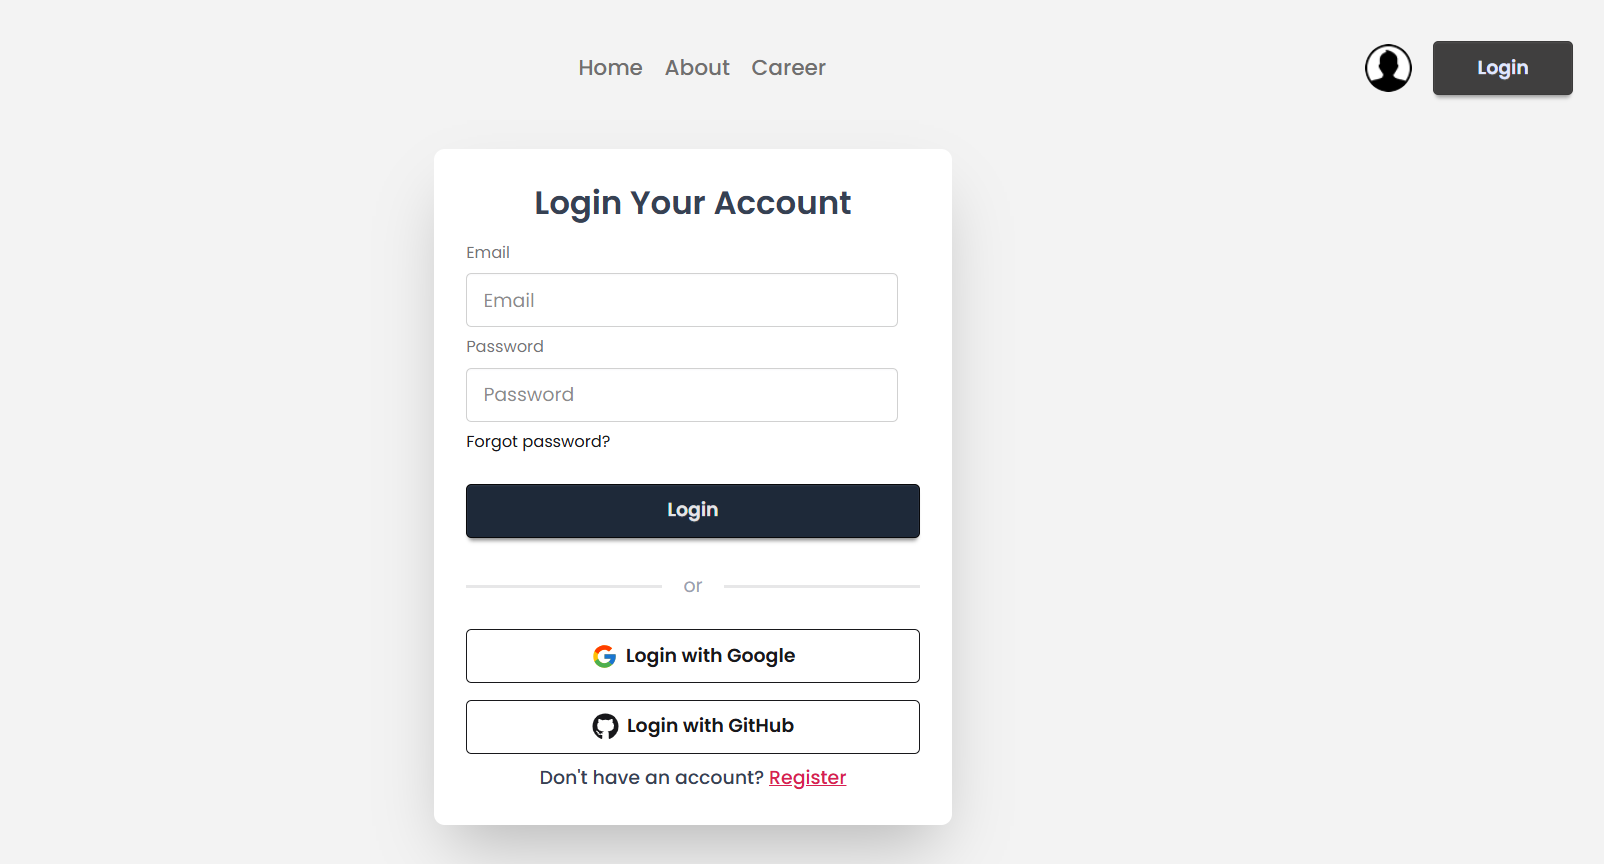 Home About Career
Login
Login Your Account
Email
Email
Password
Password
Forgot password?
Login
or
Login with Google
Login with GitHub
Don't have an account? Register